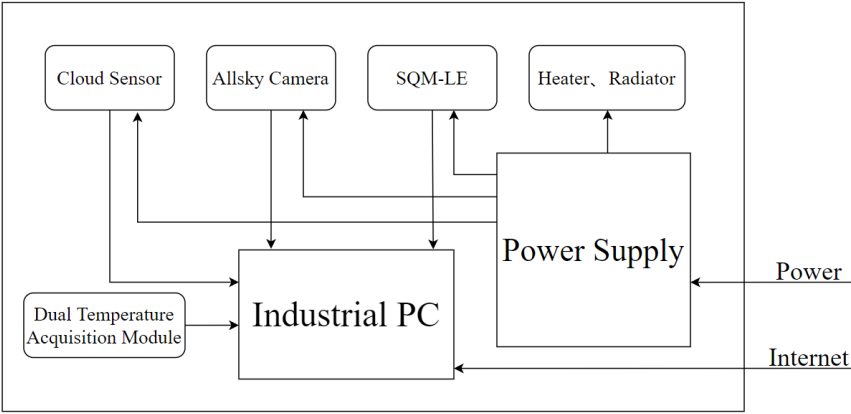 Cloud Sensor
Allsky Camera
SQM-LE
Heater、Radiator
Power Supply
Power
Industrial PC
Dual Temperature
Acquisition Module
Internet